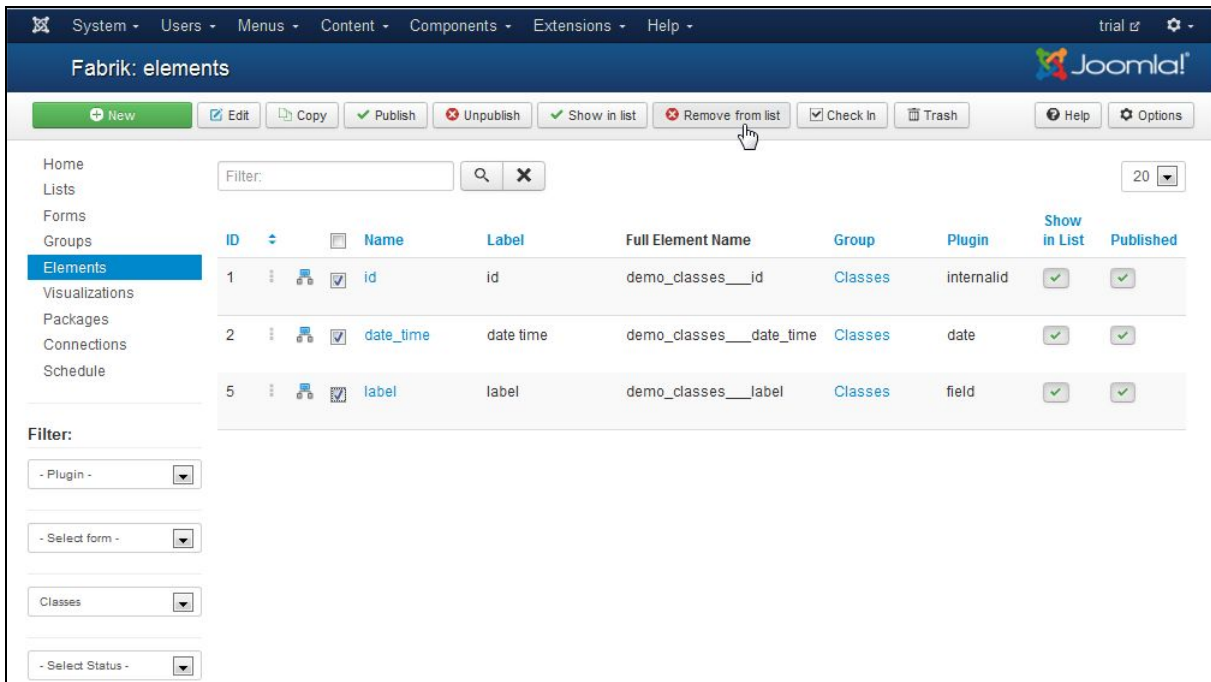 System Users Menus Content Components Extensions Help trial
Fabrik: elements Joomla!
New Edit Copy Publish Unpublish Show in list Remove from list Check In Trash Help Options
Home
Lists
Forms
Groups
Elements
Visualizations
Packages
Connections
Schedule
Filter:
- Plugin -
- Select form -
Classes
- Select Status -
Filter: 20
ID Name Label Full Element Name Group Plugin Show in List Published
1 id id demo_classes___id Classes internalid
2 date_time date time demo_classes___date_time Classes date
5 label label demo_classes___label Classes field